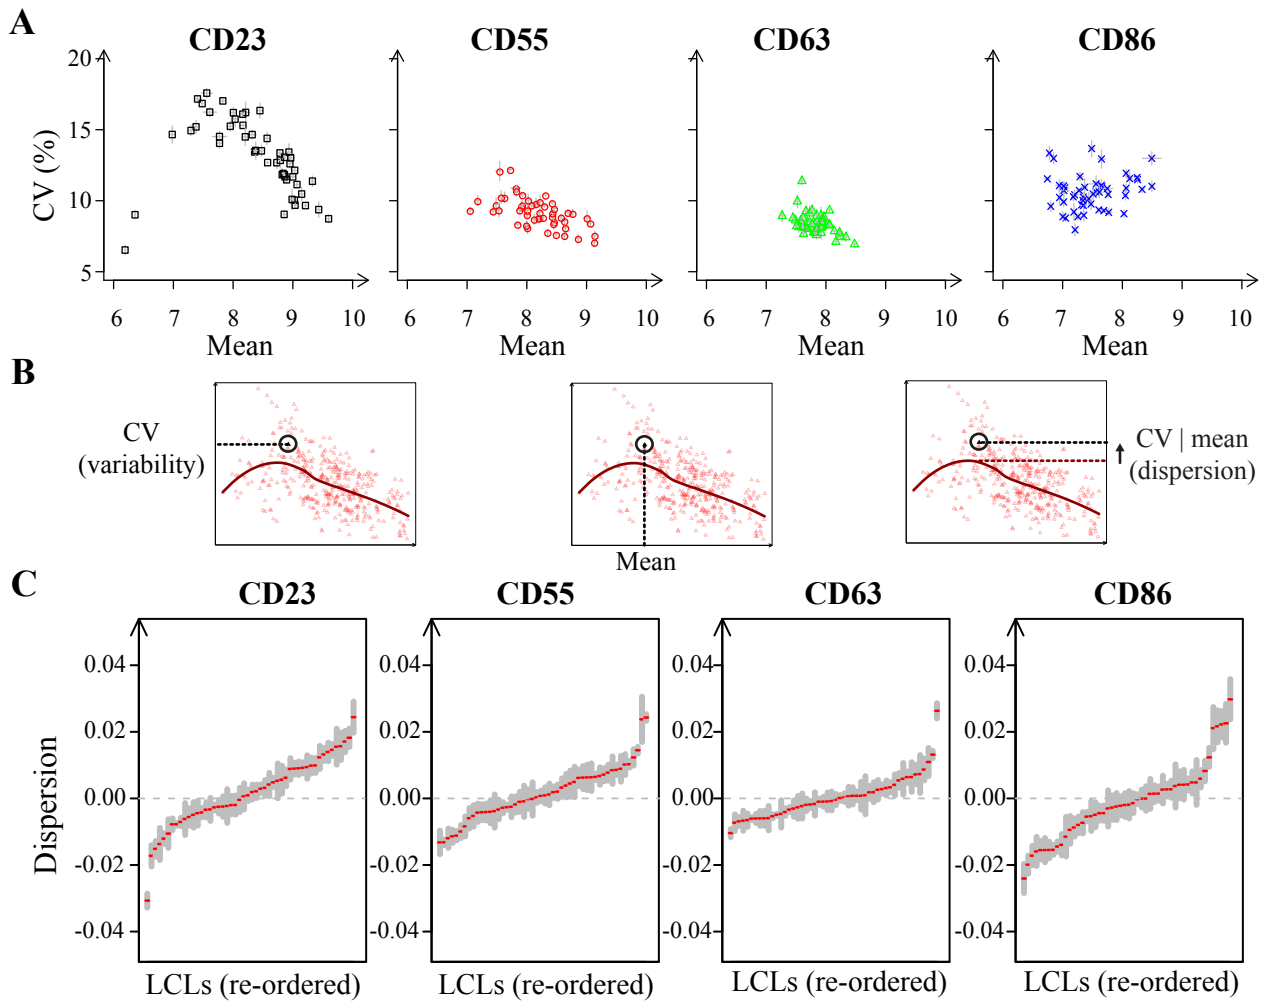 A
CD23 CD55 CD63 CD86
CV (%)
20
15
10
5
6 7 8 9 10 6 7 8 9 10 6 7 8 9 10 6 7 8 9 10
Mean Mean Mean Mean
B
CV
(variability)
Mean
CV | mean
(dispersion)
C
CD23 CD55 CD63 CD86
Dispersion
0.04 0.04 0.04 0.04
0.02 0.02 0.02 0.02
0.00 0.00 0.00 0.00
-0.02 -0.02 -0.02 -0.02
-0.04 -0.04 -0.04 -0.04
LCLs (re-ordered) LCLs (re-ordered) LCLs (re-ordered) LCLs (re-ordered)